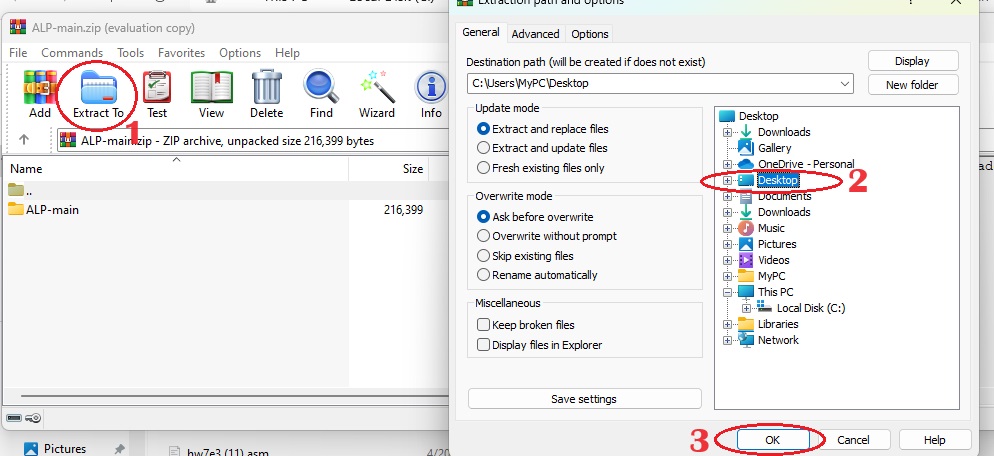 Local Disk (C:)
ALP-main.zip (evaluation copy)
File Commands Tools Favorites Options Help
Add Extract To Test View Delete Find Wizard Info
1
ALP-main.zip - ZIP archive, unpacked size 216,399 bytes
Name Size
..
ALP-main 216,399
Pictures
hw7e3 (11).asm
Extraction path and options
General Advanced Options
Destination path (will be created if does not exist)
C:\Users\MyPC\Desktop
Display
New folder
Update mode
Extract and replace files
Extract and update files
Fresh existing files only
Overwrite mode
Ask before overwrite
Overwrite without prompt
Skip existing files
Rename automatically
Miscellaneous
Keep broken files
Display files in Explorer
Save settings
Desktop
Downloads
Gallery
OneDrive - Personal
Desktop
2
Documents
Downloads
Music
Pictures
Videos
MyPC
This PC
Local Disk (C:)
Libraries
Network
3
OK Cancel Help